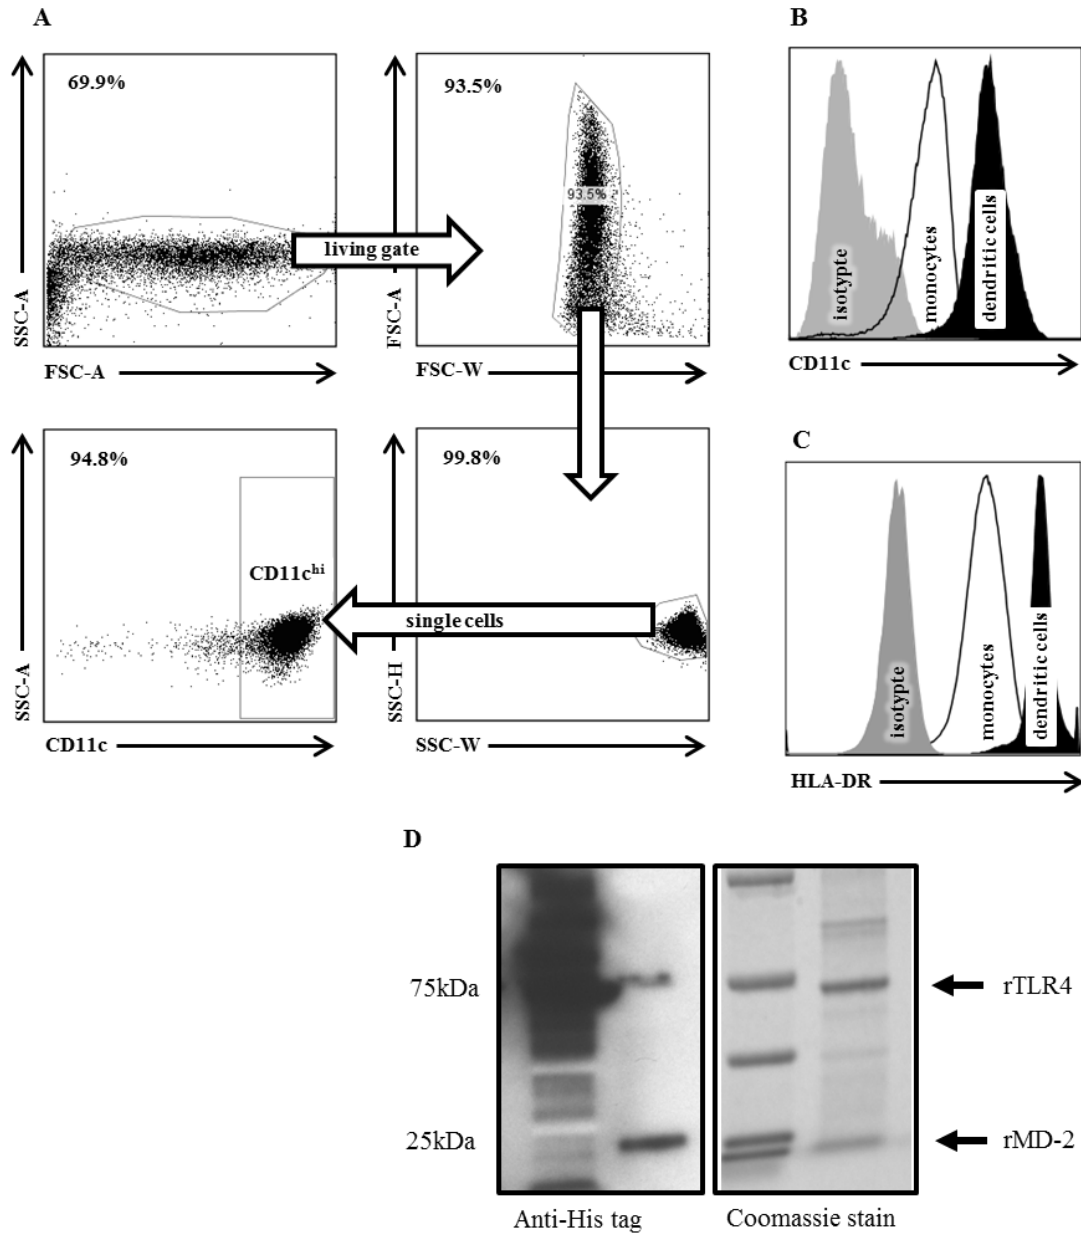 A
B
69.9%
93.5%
93.5%
living gate
SSC-A
FSC-A
FSC-A
FSC-W
isotypte
monocytes
dendritic cells
CD11c
94.8%
99.8%
CD11chi
single cells
SSC-A
SSC-H
CD11c
SSC-W
C
isotypte
monocytes
dendritic cells
HLA-DR
D
75kDa
rTLR4
25kDa
rMD-2
Anti-His tag
Coomassie stain